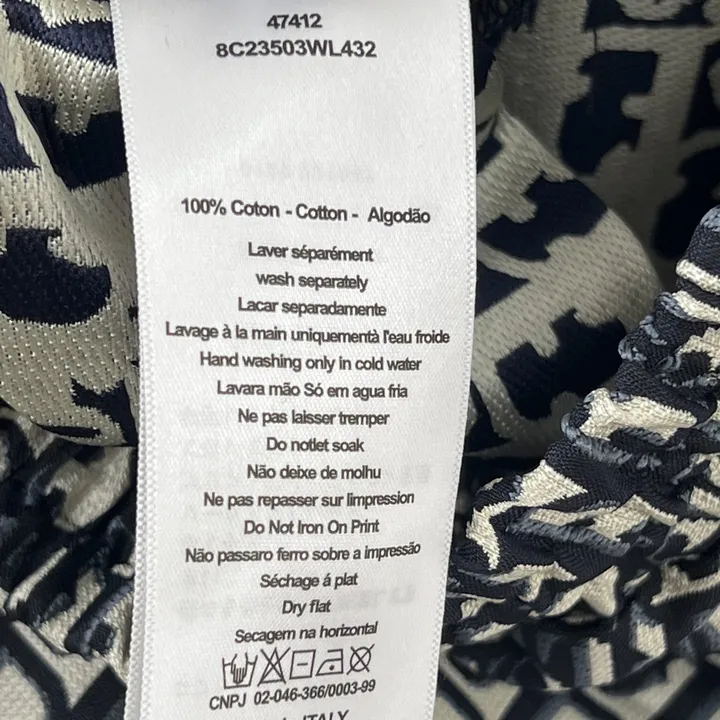 47412
8C23503WL432
100% Coton - Cotton - Algodão
Laver séparément
wash separately
Lacar separadamente
Lavage à la main uniquementà l'eau froide
Hand washing only in cold water
Lavara mão Só em agua fria
Ne pas laisser tremper
Do notlet soak
Não deixe de molhu
Ne pas repasser sur limpression
Do Not Iron On Print
Não passaro ferro sobre a impressão
Séchage á plat
Dry flat
Secagem na horizontal
CNPJ 02-046-366/0003-99
ITALY